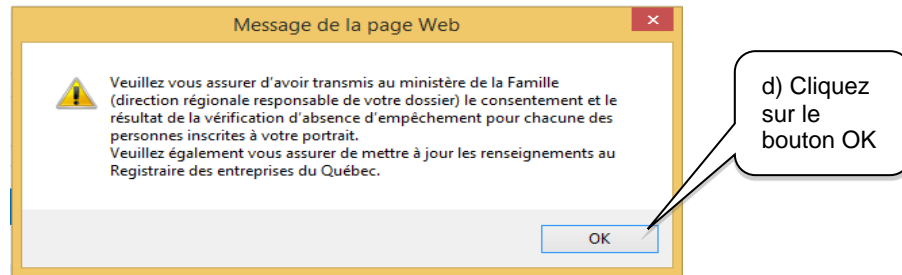 Message de la page Web
×
Veuillez vous assurer d'avoir transmis au ministère de la Famille
(direction régionale responsable de votre dossier) le consentement et le
résultat de la vérification d'absence d'empêchement pour chacune des
personnes inscrites à votre portrait.
Veuillez également vous assurer de mettre à jour les renseignements au
Registraire des entreprises du Québec.
OK
d) Cliquez
sur le
bouton OK